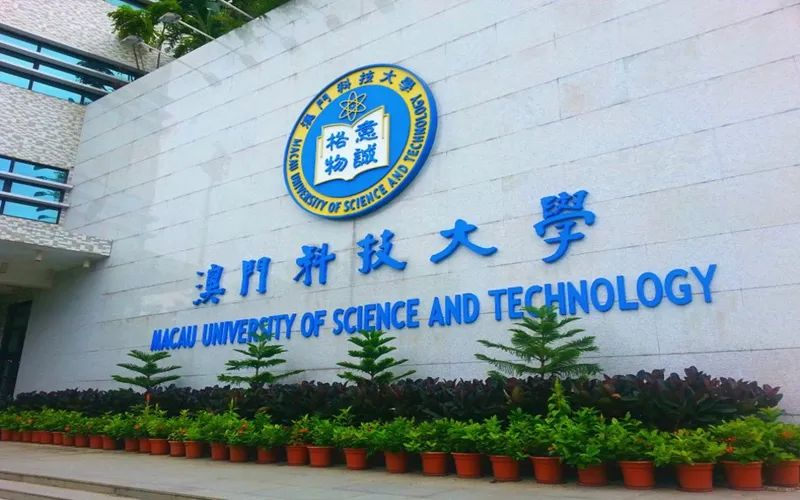 澳門科技大學
意誠
格物
MACAU UNIVERSITY OF SCIENCE AND TECHNOLOGY
澳門科技大學
MACAU UNIVERSITY OF SCIENCE AND TECHNOLOGY